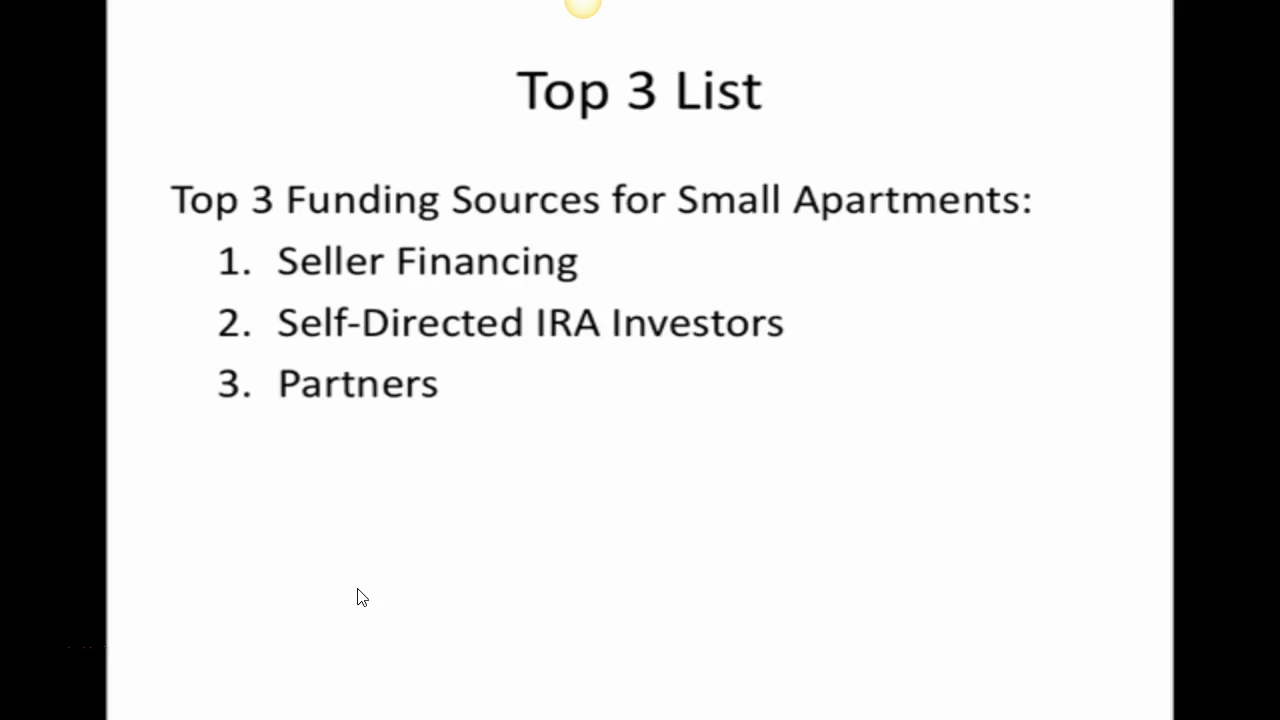 Top 3 List
Top 3 Funding Sources for Small Apartments:
1. Seller Financing
2. Self-Directed IRA Investors
3. Partners